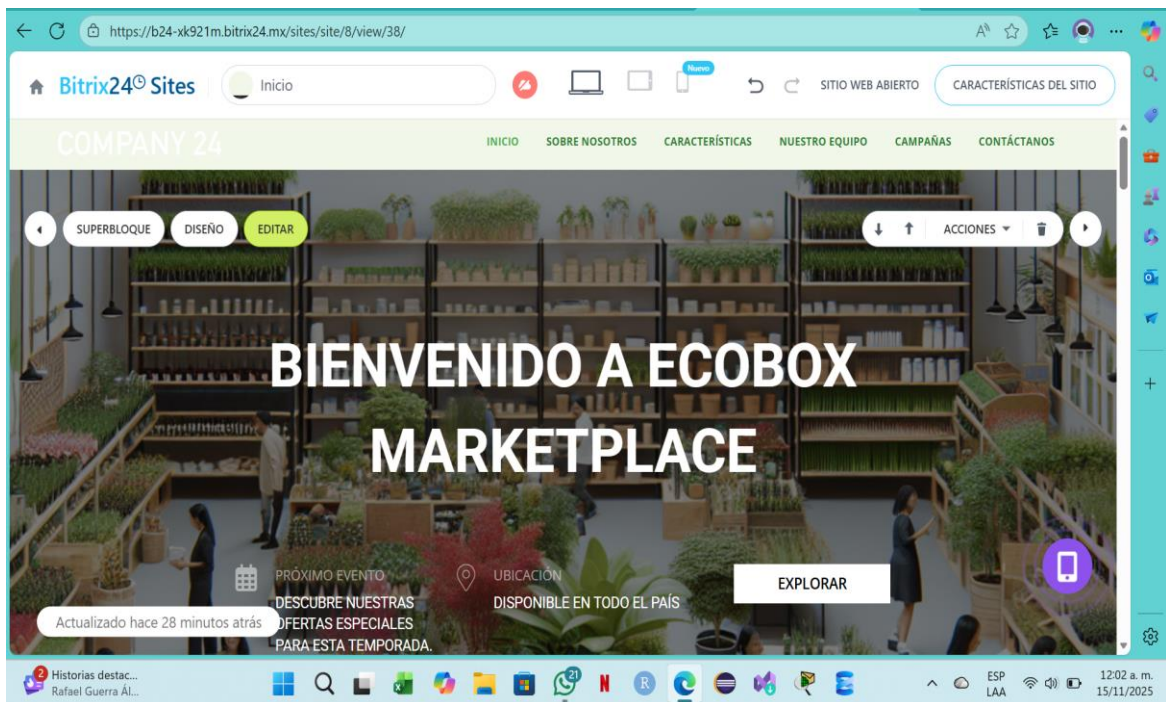 https://b24-xk921m.bitrix24.mx/sites/site/8/view/38/
Bitrix24 Sites
Inicio
Nuevo
SITIO WEB ABIERTO
CARACTERÍSTICAS DEL SITIO
COMPANY 24
INICIO SOBRE NOSOTROS CARACTERÍSTICAS NUESTRO EQUIPO CAMPAÑAS CONTÁCTANOS
SUPERBLOQUE DISEÑO EDITAR
ACCIONES
BIENVENIDO A ECOBOX
MARKETPLACE
PRÓXIMO EVENTO
DESCUBRE NUESTRAS
OFERTAS ESPECIALES
PARA ESTA TEMPORADA.
UBICACIÓN
DISPONIBLE EN TODO EL PAÍS
EXPLORAR
Actualizado hace 28 minutos atrás
2
Historias destac...
Rafael Guerra Ál...
29
ESP
LAA
12:02 a. m.
15/11/2025